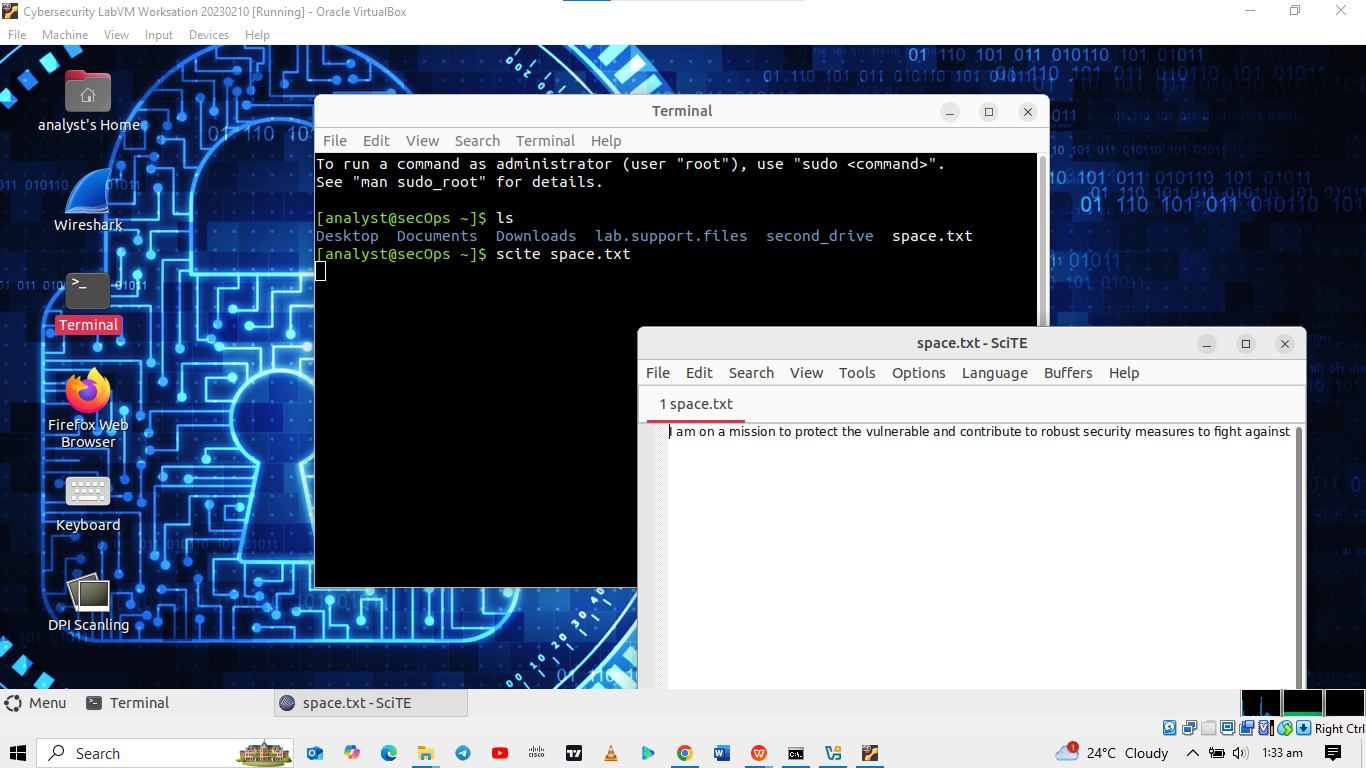 Cybersecurity LabVM Worksation 20230210 [Running] - Oracle VirtualBox
File Machine View Input Devices Help
analyst's Home
Wireshark
Terminal
Firefox Web
Browser
Keyboard
DPI Scanling
Terminal
File Edit View Search Terminal Help
To run a command as administrator (user "root"), use "sudo <command>".
See "man sudo_root" for details.
[analyst@secOps ~]$ ls
Desktop Documents Downloads lab.support.files second_drive space.txt
[analyst@secOps ~]$ scite space.txt
space.txt - SciTE
File Edit Search View Tools Options Language Buffers Help
1 space.txt
I am on a mission to protect the vulnerable and contribute to robust security measures to fight against
Menu Terminal space.txt - SciTE
Right Ctrl
Search 24°C Cloudy 1:33 am